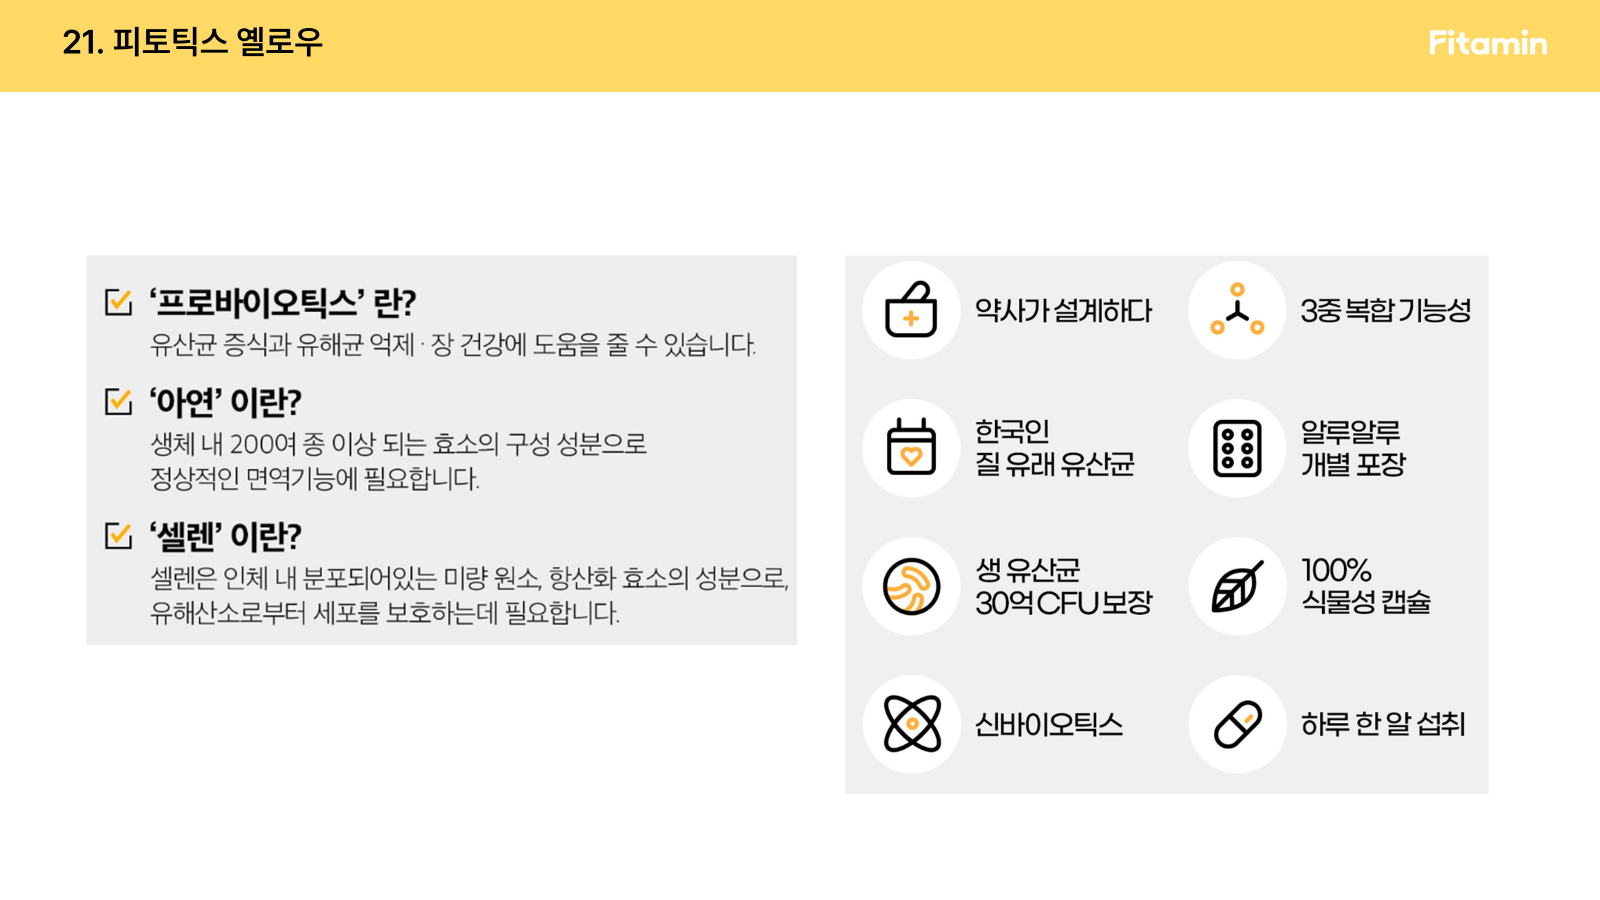 21. 피토틱스 옐로우
Fitamin
‘프로바이오틱스’ 란?
유산균 증식과 유해균 억제 · 장 건강에 도움을 줄 수 있습니다.
‘아연’ 이란?
생체 내 200여 종 이상 되는 효소의 구성 성분으로
정상적인 면역기능에 필요합니다.
‘셀렌’ 이란?
셀렌은 인체 내 분포되어있는 미량 원소, 항산화 효소의 성분으로,
유해산소로부터 세포를 보호하는데 필요합니다.
약사가 설계하다
3중 복합 기능성
한국인
질 유래 유산균
알루알루
개별 포장
생 유산균
30억 CFU 보장
100%
식물성 캡슐
신바이오틱스
하루 한 알 섭취